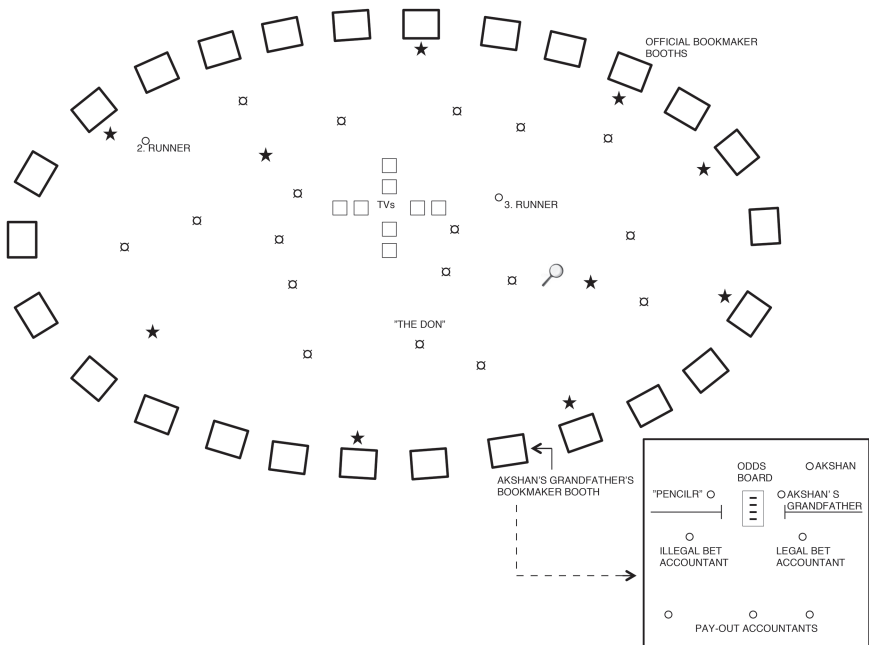 OFFICIAL BOOKMAKER
BOOTHS
2. RUNNER
TVs
3. RUNNER
"THE DON"
AKSHAN'S GRANDFATHER'S
BOOKMAKER BOOTH
ODDS
BOARD
AKSHAN
"PENCILR"
AKSHAN' S
GRANDFATHER
ILLEGAL BET
ACCOUNTANT
LEGAL BET
ACCOUNTANT
PAY-OUT ACCOUNTANTS